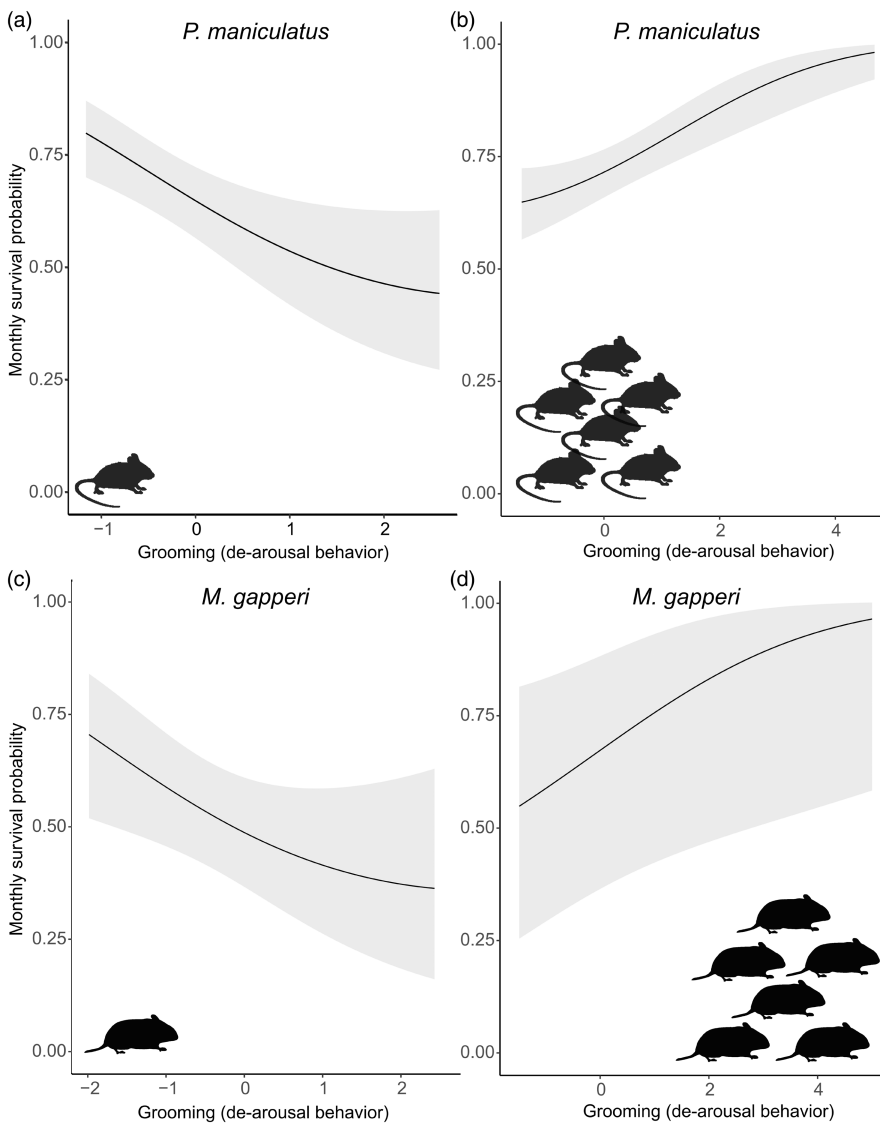 (a)
P. maniculatus
1.00
0.75
0.50
0.25
0.00
Monthly survival probability
−1
0
1
2
Grooming (de-arousal behavior)
(b)
P. maniculatus
1.00
0.75
0.50
0.25
0.00
0
2
4
Grooming (de-arousal behavior)
(c)
M. gapperi
1.00
0.75
0.50
0.25
0.00
Monthly survival probability
−2
−1
0
1
2
Grooming (de-arousal behavior)
(d)
M. gapperi
1.00
0.75
0.50
0.25
0.00
0
2
4
Grooming (de-arousal behavior)